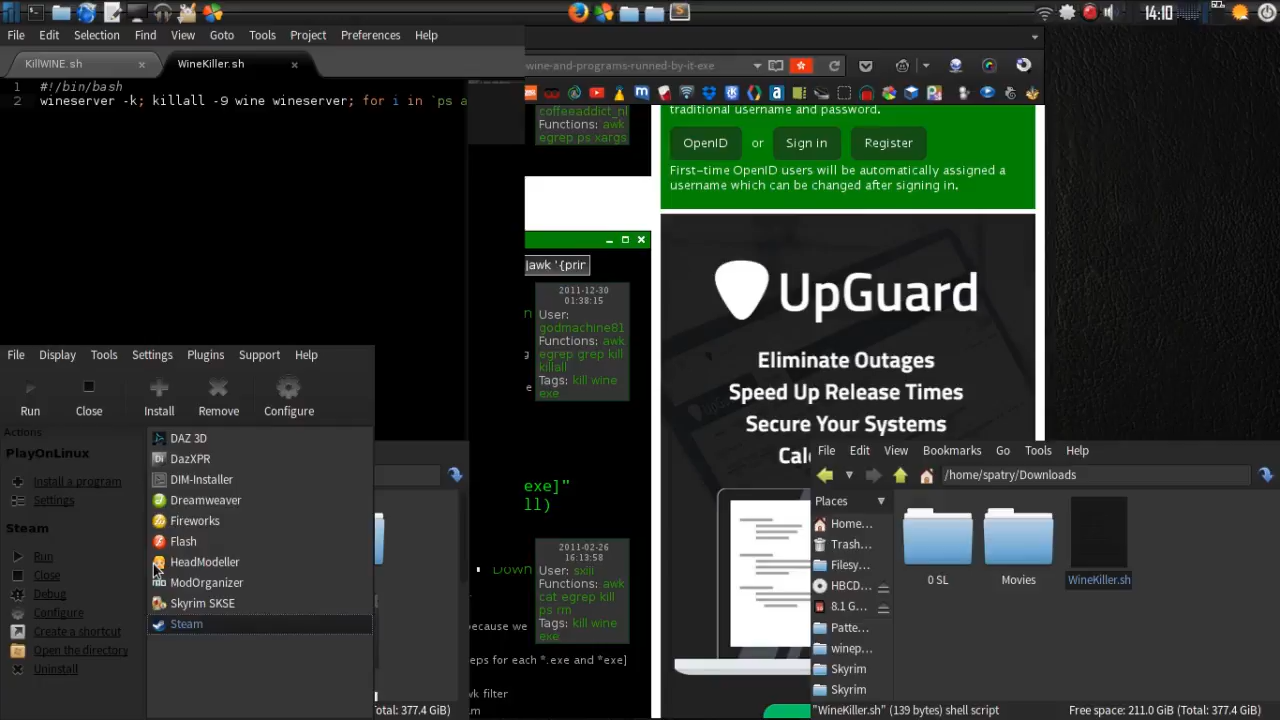 14:10
File Edit Selection Find View Goto Tools Project Preferences Help
KillWINE.sh
WineKiller.sh
1 #!/bin/bash
2 wineserver -k; killall -9 wine wineserver; for i in `ps a
wine-and-programs-runned-by-it-exe
coffeeaddict_nl
Functions: awk
egrep ps xargs
|awk '{prin
2011-12-30
01:38:15
User:
godmachine81
Functions: awk
egrep grep kill
killall
Tags: kill wine
exe
exe]"
ll)
2011-02-26
16:13:58
User: sxiii
Functions: awk
cat egrep kill
ps rm
Tags: kill wine
exe
Down
because we
eps for each *.exe and *exe]
wk filter
traditional username and password.
OpenID or Sign in Register
First-time OpenID users will be automatically assigned a
username which can be changed after signing in.
UpGuard
Eliminate Outages
Speed Up Release Times
Secure Your Systems
File Display Tools Settings Plugins Support Help
Run Close Install Remove Configure
Actions
PlayOnLinux
Install a program
Settings
Steam
Run
Close
Configure
Create a shortcut
Open the directory
Uninstall
DAZ 3D
DazXPR
DIM-Installer
Dreamweaver
Fireworks
Flash
HeadModeller
ModOrganizer
Skyrim SKSE
Steam
Total: 377.4 GiB)
File Edit View Bookmarks Go Tools Help
/home/spatry/Downloads
Places
Home...
Trash...
Filesy...
HBCD...
8.1 G...
Patte...
winep...
Skyrim
Skyrim
0 SL
Movies
WineKiller.sh
"WineKiller.sh" (139 bytes) shell script
Free space: 211.0 GiB (Total: 377.4 GiB)